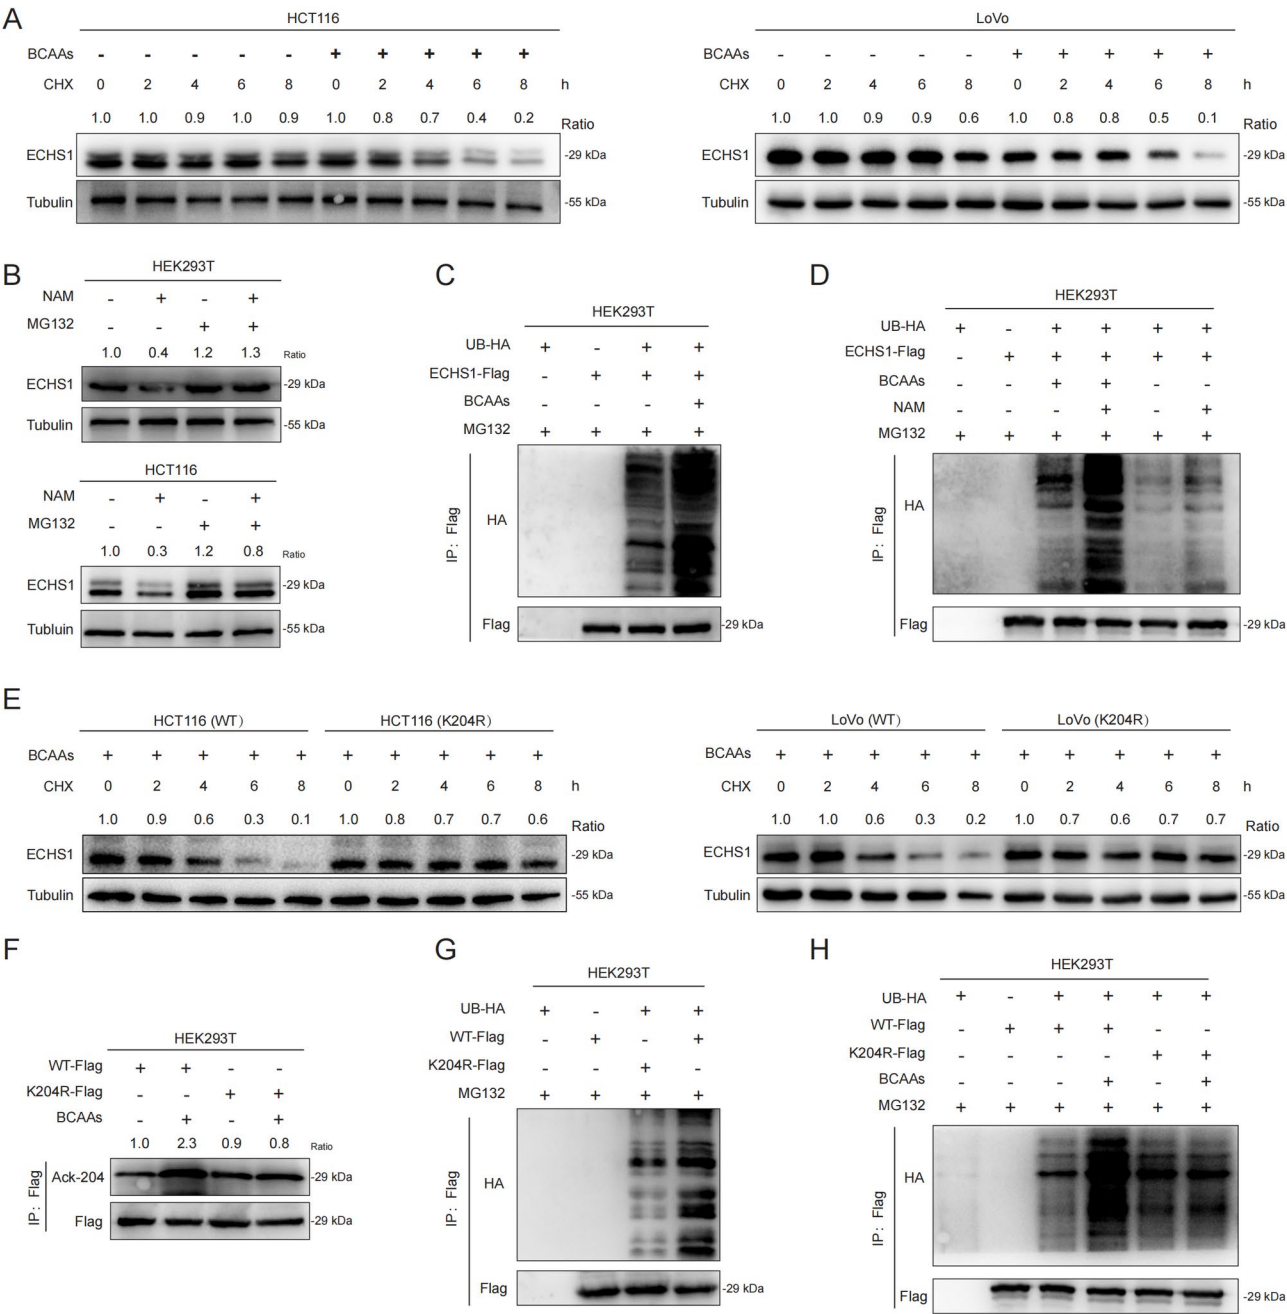 A
HCT116
BCAAs - - - - - + + + + +
CHX 0 2 4 6 8 0 2 4 6 8 h
1.0 1.0 0.9 1.0 0.9 1.0 0.8 0.7 0.4 0.2 Ratio
ECHS1 -29 kDa
Tubulin -55 kDa
LoVo
BCAAs - - - - - + + + + +
CHX 0 2 4 6 8 0 2 4 6 8 h
1.0 1.0 0.9 0.9 0.6 1.0 0.8 0.8 0.5 0.1 Ratio
ECHS1 -29 kDa
Tubulin -55 kDa
B
HEK293T
NAM - + - +
MG132 - - + +
1.0 0.4 1.2 1.3 Ratio
ECHS1 -29 kDa
Tubulin -55 kDa
HCT116
NAM - + - +
MG132 - - + +
1.0 0.3 1.2 0.8 Ratio
ECHS1 -29 kDa
Tubluin -55 kDa
C
HEK293T
UB-HA + - + +
ECHS1-Flag - + + +
BCAAs - - - +
MG132 + + + +
IP: Flag
HA
Flag -29 kDa
D
HEK293T
UB-HA + - + + + +
ECHS1-Flag - + + + + +
BCAAs - - + + - -
NAM - - - + - +
MG132 + + + + + +
IP: Flag
HA
Flag -29 kDa
E
HCT116 (WT) HCT116 (K204R)
BCAAs + + + + + + + + + +
CHX 0 2 4 6 8 0 2 4 6 8 h
1.0 0.9 0.6 0.3 0.1 1.0 0.8 0.7 0.7 0.6 Ratio
ECHS1 -29 kDa
Tubulin -55 kDa
LoVo (WT) LoVo (K204R)
BCAAs + + + + + + + + + +
CHX 0 2 4 6 8 0 2 4 6 8 h
1.0 1.0 0.6 0.3 0.2 1.0 0.7 0.6 0.7 0.7 Ratio
ECHS1 -29 kDa
Tubulin -55 kDa
F
HEK293T
WT-Flag + + - -
K204R-Flag - - + +
BCAAs - + - +
1.0 2.3 0.9 0.8 Ratio
IP: Flag
Ack-204 -29 kDa
Flag -29 kDa
G
HEK293T
UB-HA + - + +
WT-Flag - + - +
K204R-Flag - - + -
MG132 + + + +
IP: Flag
HA
Flag -29 kDa
H
HEK293T
UB-HA + - + + + +
WT-Flag - + + + - -
K204R-Flag - - - - + +
BCAAs - - - + - +
MG132 + + + + + +
IP: Flag
HA
Flag -29 kDa